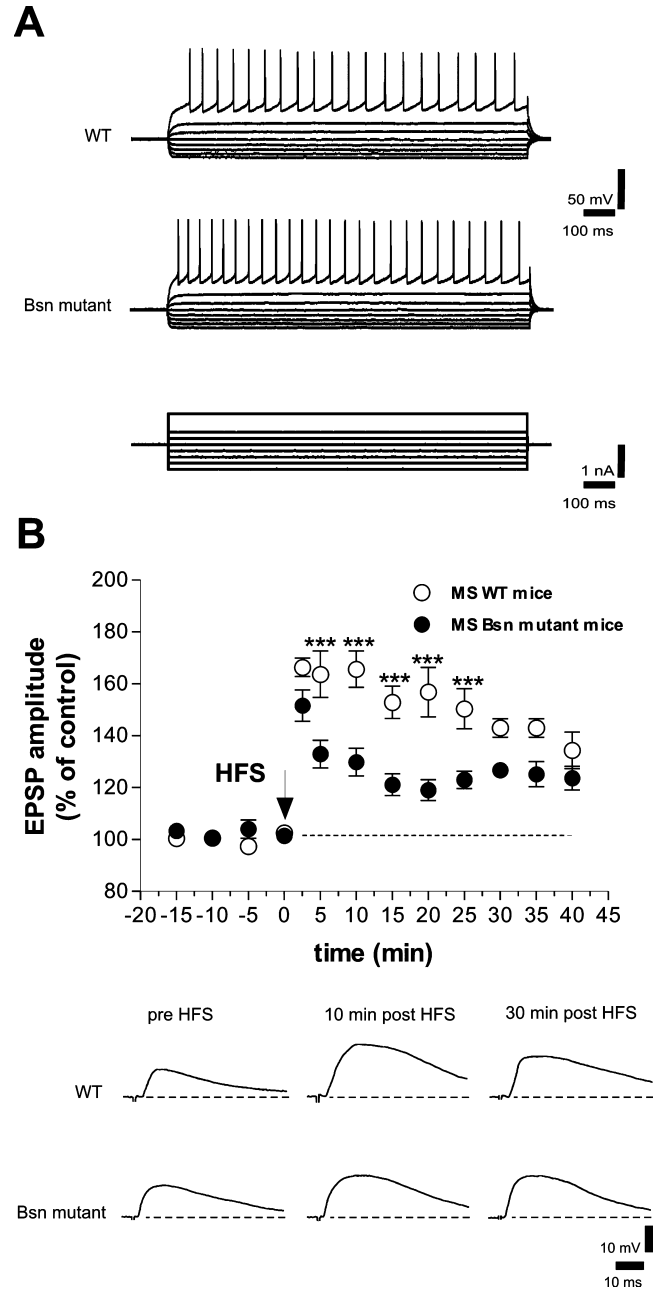 A
WT
50 mV
100 ms
Bsn mutant
1 nA
100 ms
B
200
180
160
140
120
100
80
EPSP amplitude
(% of control)
MS WT mice
MS Bsn mutant mice
*** *** *** *** ***
HFS
-20 -15 -10 -5 0 5 10 15 20 25 30 35 40 45
time (min)
pre HFS 10 min post HFS 30 min post HFS
WT
Bsn mutant
10 mV
10 ms